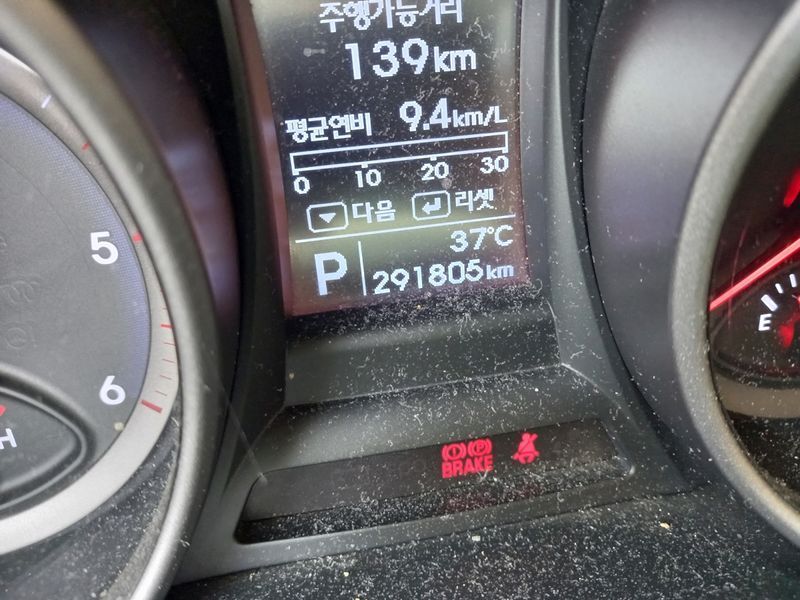 주행가능거리
139km
평균연비 9.4km/L
0 10 20 30
다음 리셋
37°C
P 291805km
5
6
H
E
(!) (P)
BRAKE